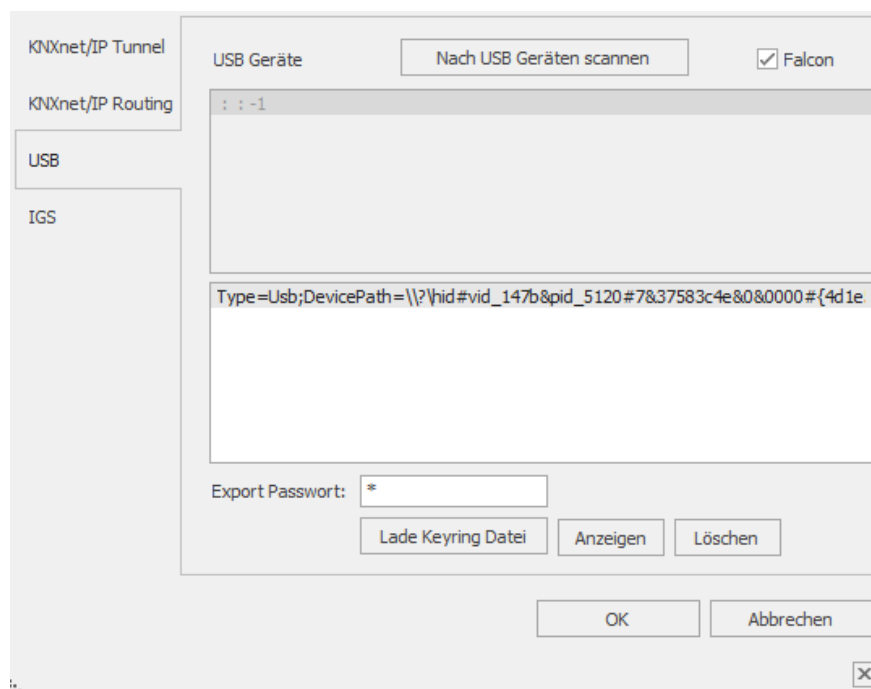 KNXnet/IP Tunnel
USB Geräte
Nach USB Geräten scannen
Falcon
KNXnet/IP Routing
: : -1
USB
IGS
Type=Usb;DevicePath=\\?\hid#vid_147b&pid_5120#7&37583c4e&0&0000#{4d1e.
Export Passwort:
*
Lade Keyring Datei
Anzeigen
Löschen
OK
Abbrechen